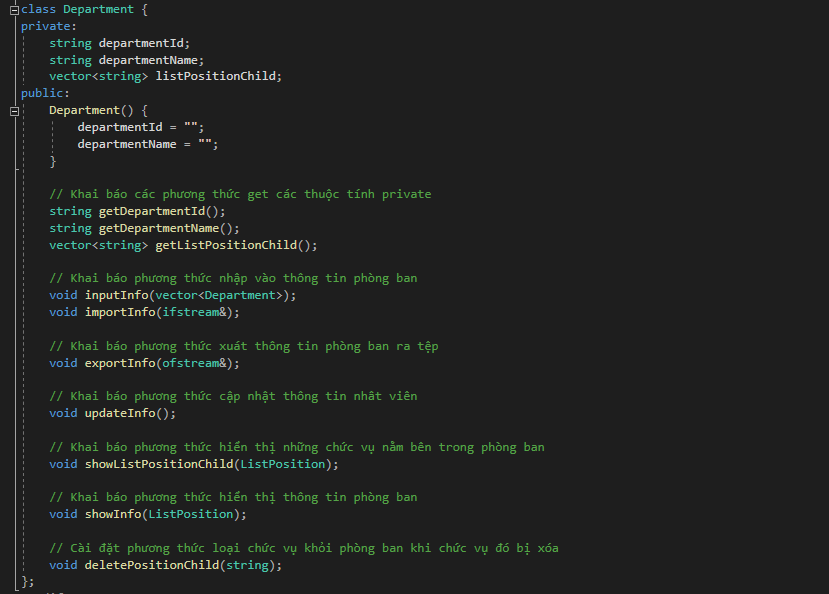 class Department {
private:
    string departmentId;
    string departmentName;
    vector<string> listPositionChild;
public:
    Department() {
        departmentId = "";
        departmentName = "";
    }
    // Khai báo các phương thức get các thuộc tính private
    string getDepartmentId();
    string getDepartmentName();
    vector<string> getListPositionChild();
    // Khai báo phương thức nhập vào thông tin phòng ban
    void inputInfo(vector<Department>);
    void importInfo(ifstream&);
    // Khai báo phương thức xuát thông tin phòng ban ra tệp
    void exportInfo(ofstream&);
    // Khai báo phương thức cập nhật thông tin nhât viên
    void updateInfo();
    // Khai báo phương thức hiển thị những chức vụ nằm bên trong phòng ban
    void showListPositionChild(ListPosition);
    // Khai báo phương thức hiển thị thông tin phòng ban
    void showInfo(ListPosition);
    // Cài đặt phương thức loại chức vụ khỏi phòng ban khi chức vụ đó bị xóa
    void deletePositionChild(string);
};